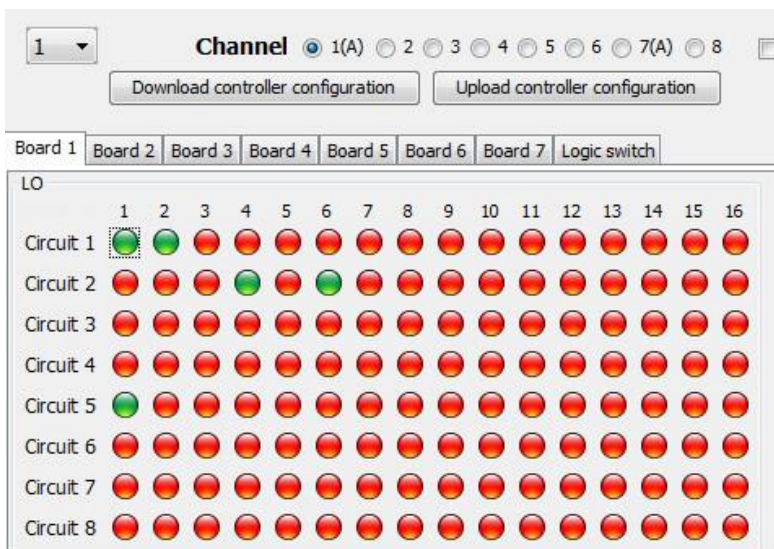 1 Channel 1(A) 2 3 4 5 6 7(A) 8
Download controller configuration Upload controller configuration
Board 1 Board 2 Board 3 Board 4 Board 5 Board 6 Board 7 Logic switch
LO
1 2 3 4 5 6 7 8 9 10 11 12 13 14 15 16
Circuit 1
Circuit 2
Circuit 3
Circuit 4
Circuit 5
Circuit 6
Circuit 7
Circuit 8